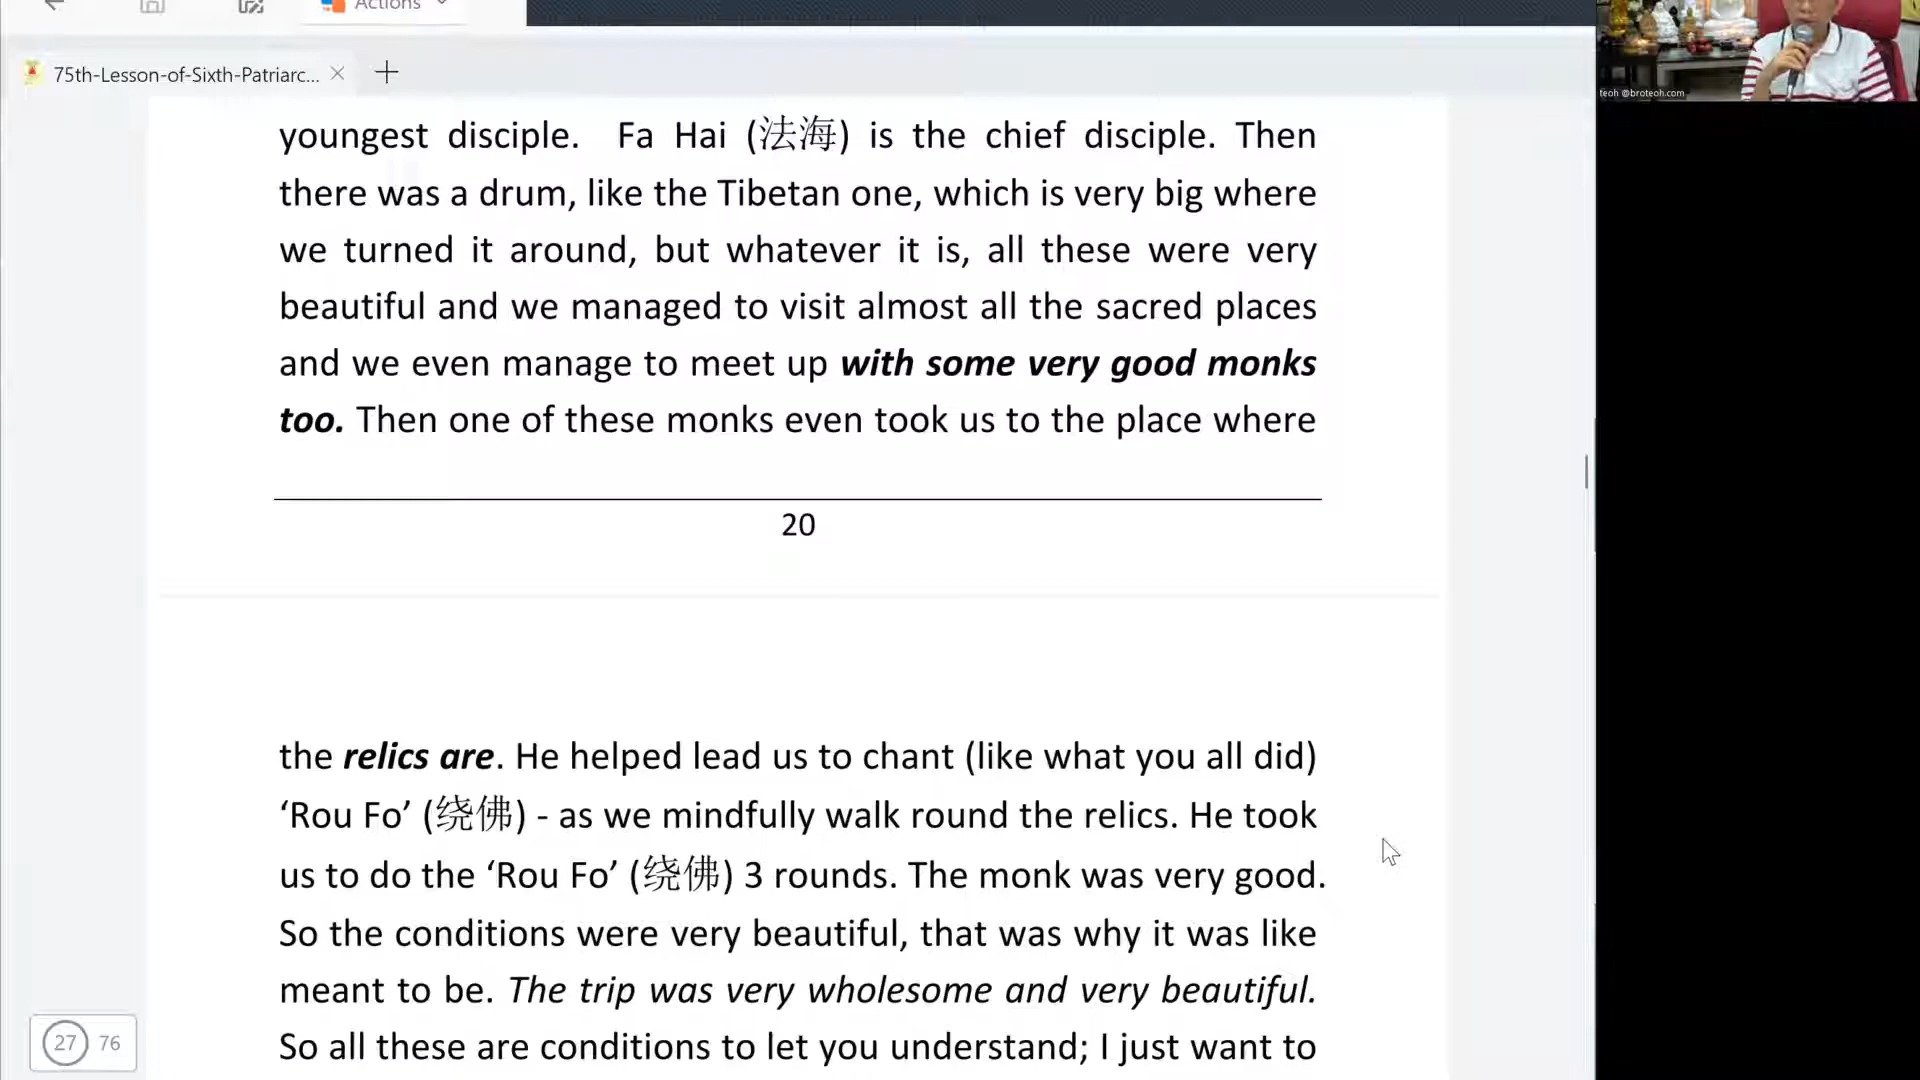 Actions
75th-Lesson-of-Sixth-Patriarc...
teoh @broteoh.com
youngest disciple. Fa Hai (法海) is the chief disciple. Then
there was a drum, like the Tibetan one, which is very big where
we turned it around, but whatever it is, all these were very
beautiful and we managed to visit almost all the sacred places
and we even manage to meet up with some very good monks
too. Then one of these monks even took us to the place where
20
the relics are. He helped lead us to chant (like what you all did)
‘Rou Fo’ (绕佛) - as we mindfully walk round the relics. He took
us to do the ‘Rou Fo’ (绕佛) 3 rounds. The monk was very good.
So the conditions were very beautiful, that was why it was like
meant to be. The trip was very wholesome and very beautiful.
So all these are conditions to let you understand; I just want to
27 76